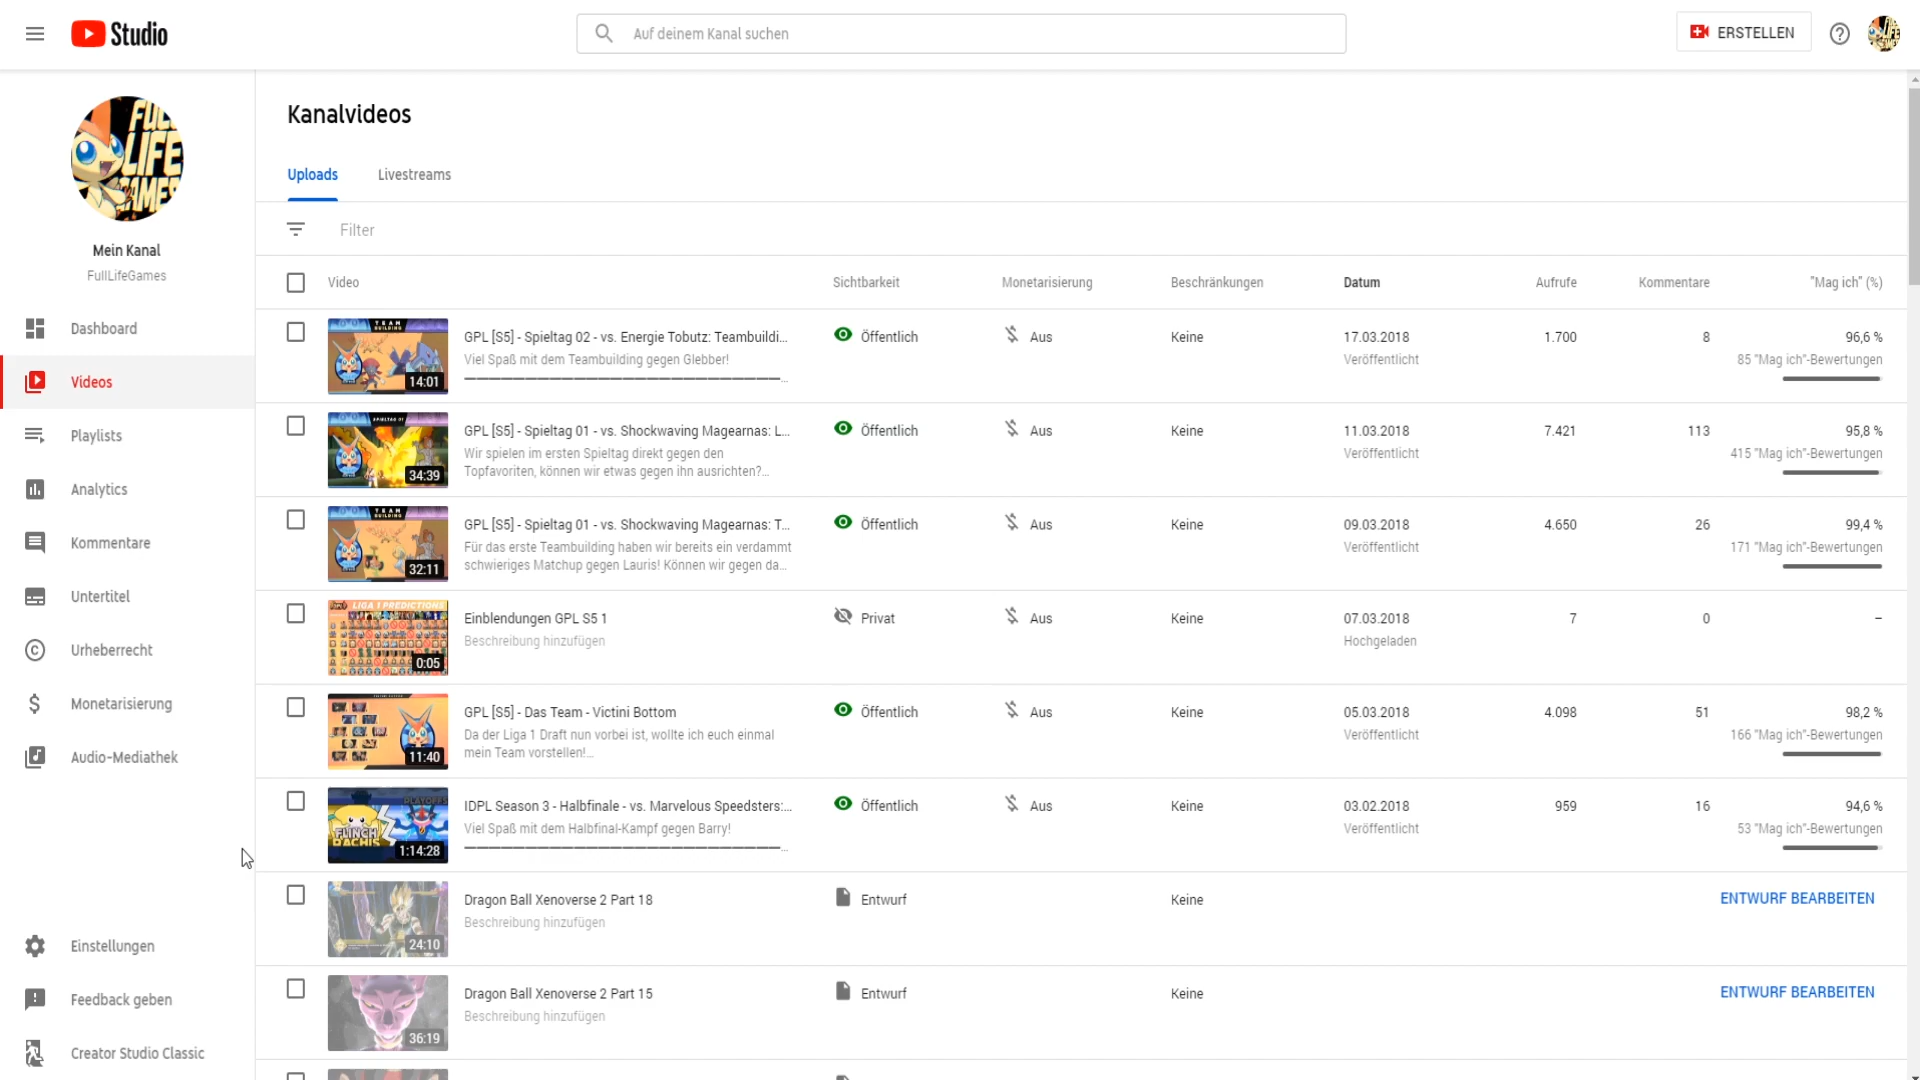 Studio
Auf deinem Kanal suchen
ERSTELLEN
FULL
LIFE
GAMES
Mein Kanal
FullLifeGames
Dashboard
Videos
Playlists
Analytics
Kommentare
Untertitel
Urheberrecht
Monetarisierung
Audio-Mediathek
Einstellungen
Feedback geben
Creator Studio Classic
Kanalvideos
Uploads Livestreams
Filter
Video Sichtbarkeit Monetarisierung Beschränkungen Datum Aufrufe Kommentare "Mag ich" (%)
TEAM
BUILDING
14:01
GPL [S5] - Spieltag 02 - vs. Energie Tobutz: Teambuildi... Öffentlich Aus Keine 17.03.2018 1.700 8 96,6 %
Viel Spaß mit dem Teambuilding gegen Glebber! Veröffentlicht 85 "Mag ich"-Bewertungen
SPIELTAG 01
34:39
GPL [S5] - Spieltag 01 - vs. Shockwaving Magearnas: L... Öffentlich Aus Keine 11.03.2018 7.421 113 95,8 %
Wir spielen im ersten Spieltag direkt gegen den Veröffentlicht 415 "Mag ich"-Bewertungen
Topfavoriten, können wir etwas gegen ihn ausrichten?...
TEAM
BUILDING
32:11
GPL [S5] - Spieltag 01 - vs. Shockwaving Magearnas: T... Öffentlich Aus Keine 09.03.2018 4.650 26 99,4 %
Für das erste Teambuilding haben wir bereits ein verdammt Veröffentlicht 171 "Mag ich"-Bewertungen
schwieriges Matchup gegen Lauris! Können wir gegen da...
LIGA 1 PREDICTIONS
0:05
Einblendungen GPL S5 1 Privat Aus Keine 07.03.2018 7 0 –
Beschreibung hinzufügen Hochgeladen
11:40
GPL [S5] - Das Team - Victini Bottom Öffentlich Aus Keine 05.03.2018 4.098 51 98,2 %
Da der Liga 1 Draft nun vorbei ist, wollte ich euch einmal Veröffentlicht 166 "Mag ich"-Bewertungen
mein Team vorstellen!...
PLAYOFFS
FLINCH
1:14:28
IDPL Season 3 - Halbfinale - vs. Marvelous Speedsters:... Öffentlich Aus Keine 03.02.2018 959 16 94,6 %
Viel Spaß mit dem Halbfinal-Kampf gegen Barry! Veröffentlicht 53 "Mag ich"-Bewertungen
24:10
Dragon Ball Xenoverse 2 Part 18 Entwurf Keine ENTWURF BEARBEITEN
Beschreibung hinzufügen
36:19
Dragon Ball Xenoverse 2 Part 15 Entwurf Keine ENTWURF BEARBEITEN
Beschreibung hinzufügen